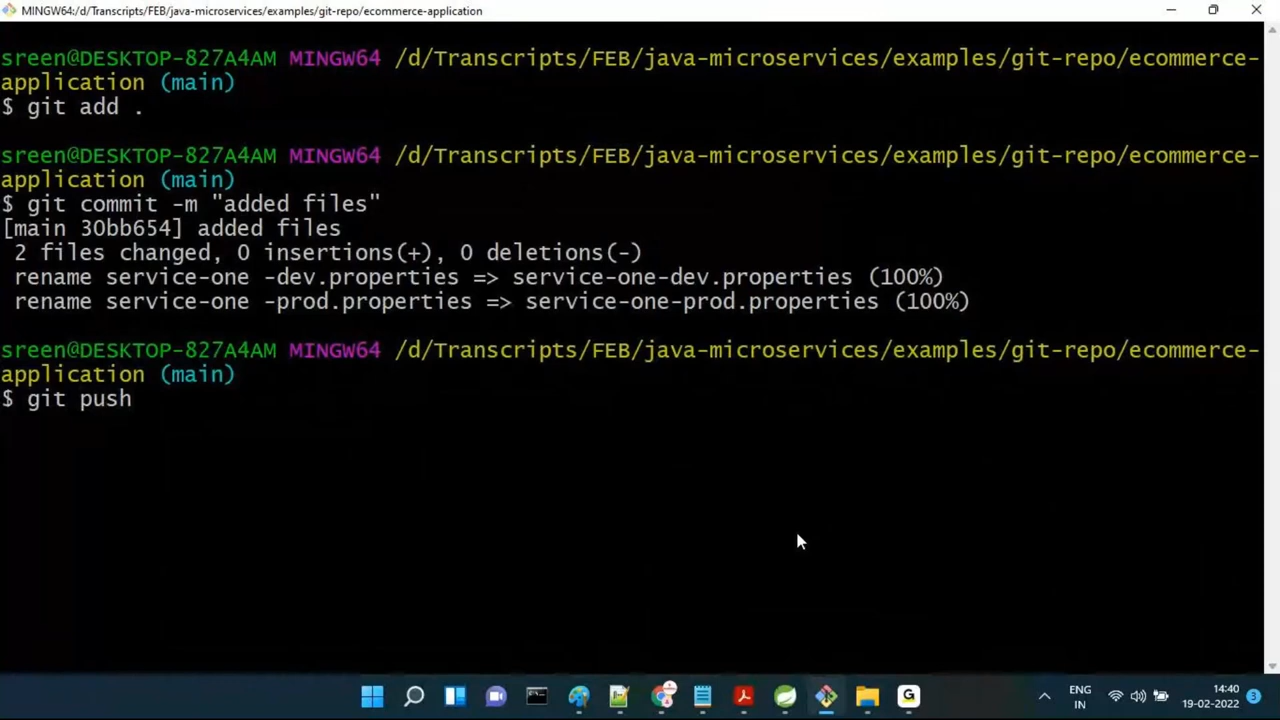 MINGW64:/d/Transcripts/FEB/java-microservices/examples/git-repo/ecommerce-application
sreen@DESKTOP-827A4AM MINGW64 /d/Transcripts/FEB/java-microservices/examples/git-repo/ecommerce-
application (main)
$ git add .
sreen@DESKTOP-827A4AM MINGW64 /d/Transcripts/FEB/java-microservices/examples/git-repo/ecommerce-
application (main)
$ git commit -m "added files"
[main 30bb654] added files
2 files changed, 0 insertions(+), 0 deletions(-)
rename service-one -dev.properties => service-one-dev.properties (100%)
rename service-one -prod.properties => service-one-prod.properties (100%)
sreen@DESKTOP-827A4AM MINGW64 /d/Transcripts/FEB/java-microservices/examples/git-repo/ecommerce-
application (main)
$ git push
G
ENG
IN
14:40
19-02-2022
3